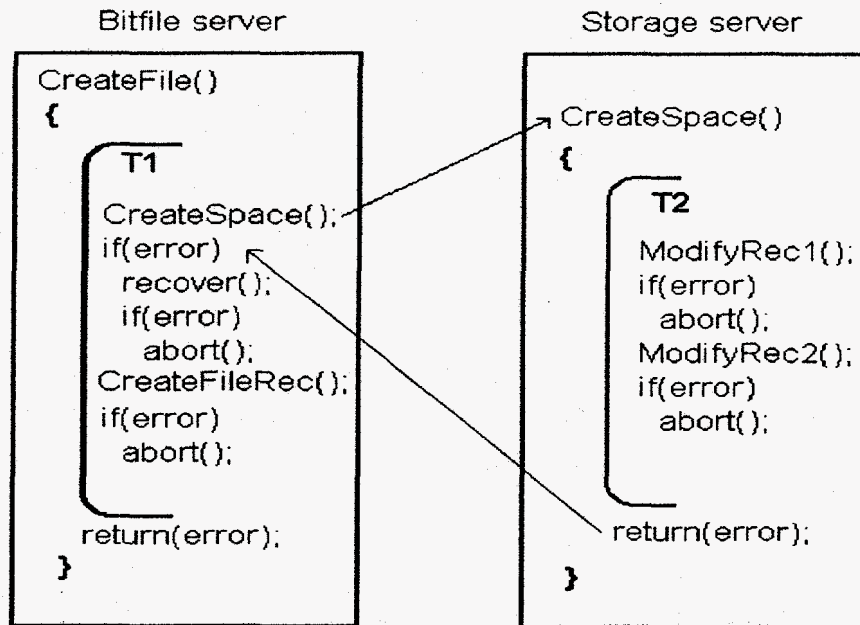 Bitfile server
CreateFile()
{
T1
CreateSpace();
if(error)
recover();
if(error)
abort();
CreateFileRec();
if(error)
abort();
return(error);
}
Storage server
CreateSpace()
{
T2
ModifyRec1();
if(error)
abort();
ModifyRec2();
if(error)
abort();
return(error);
}